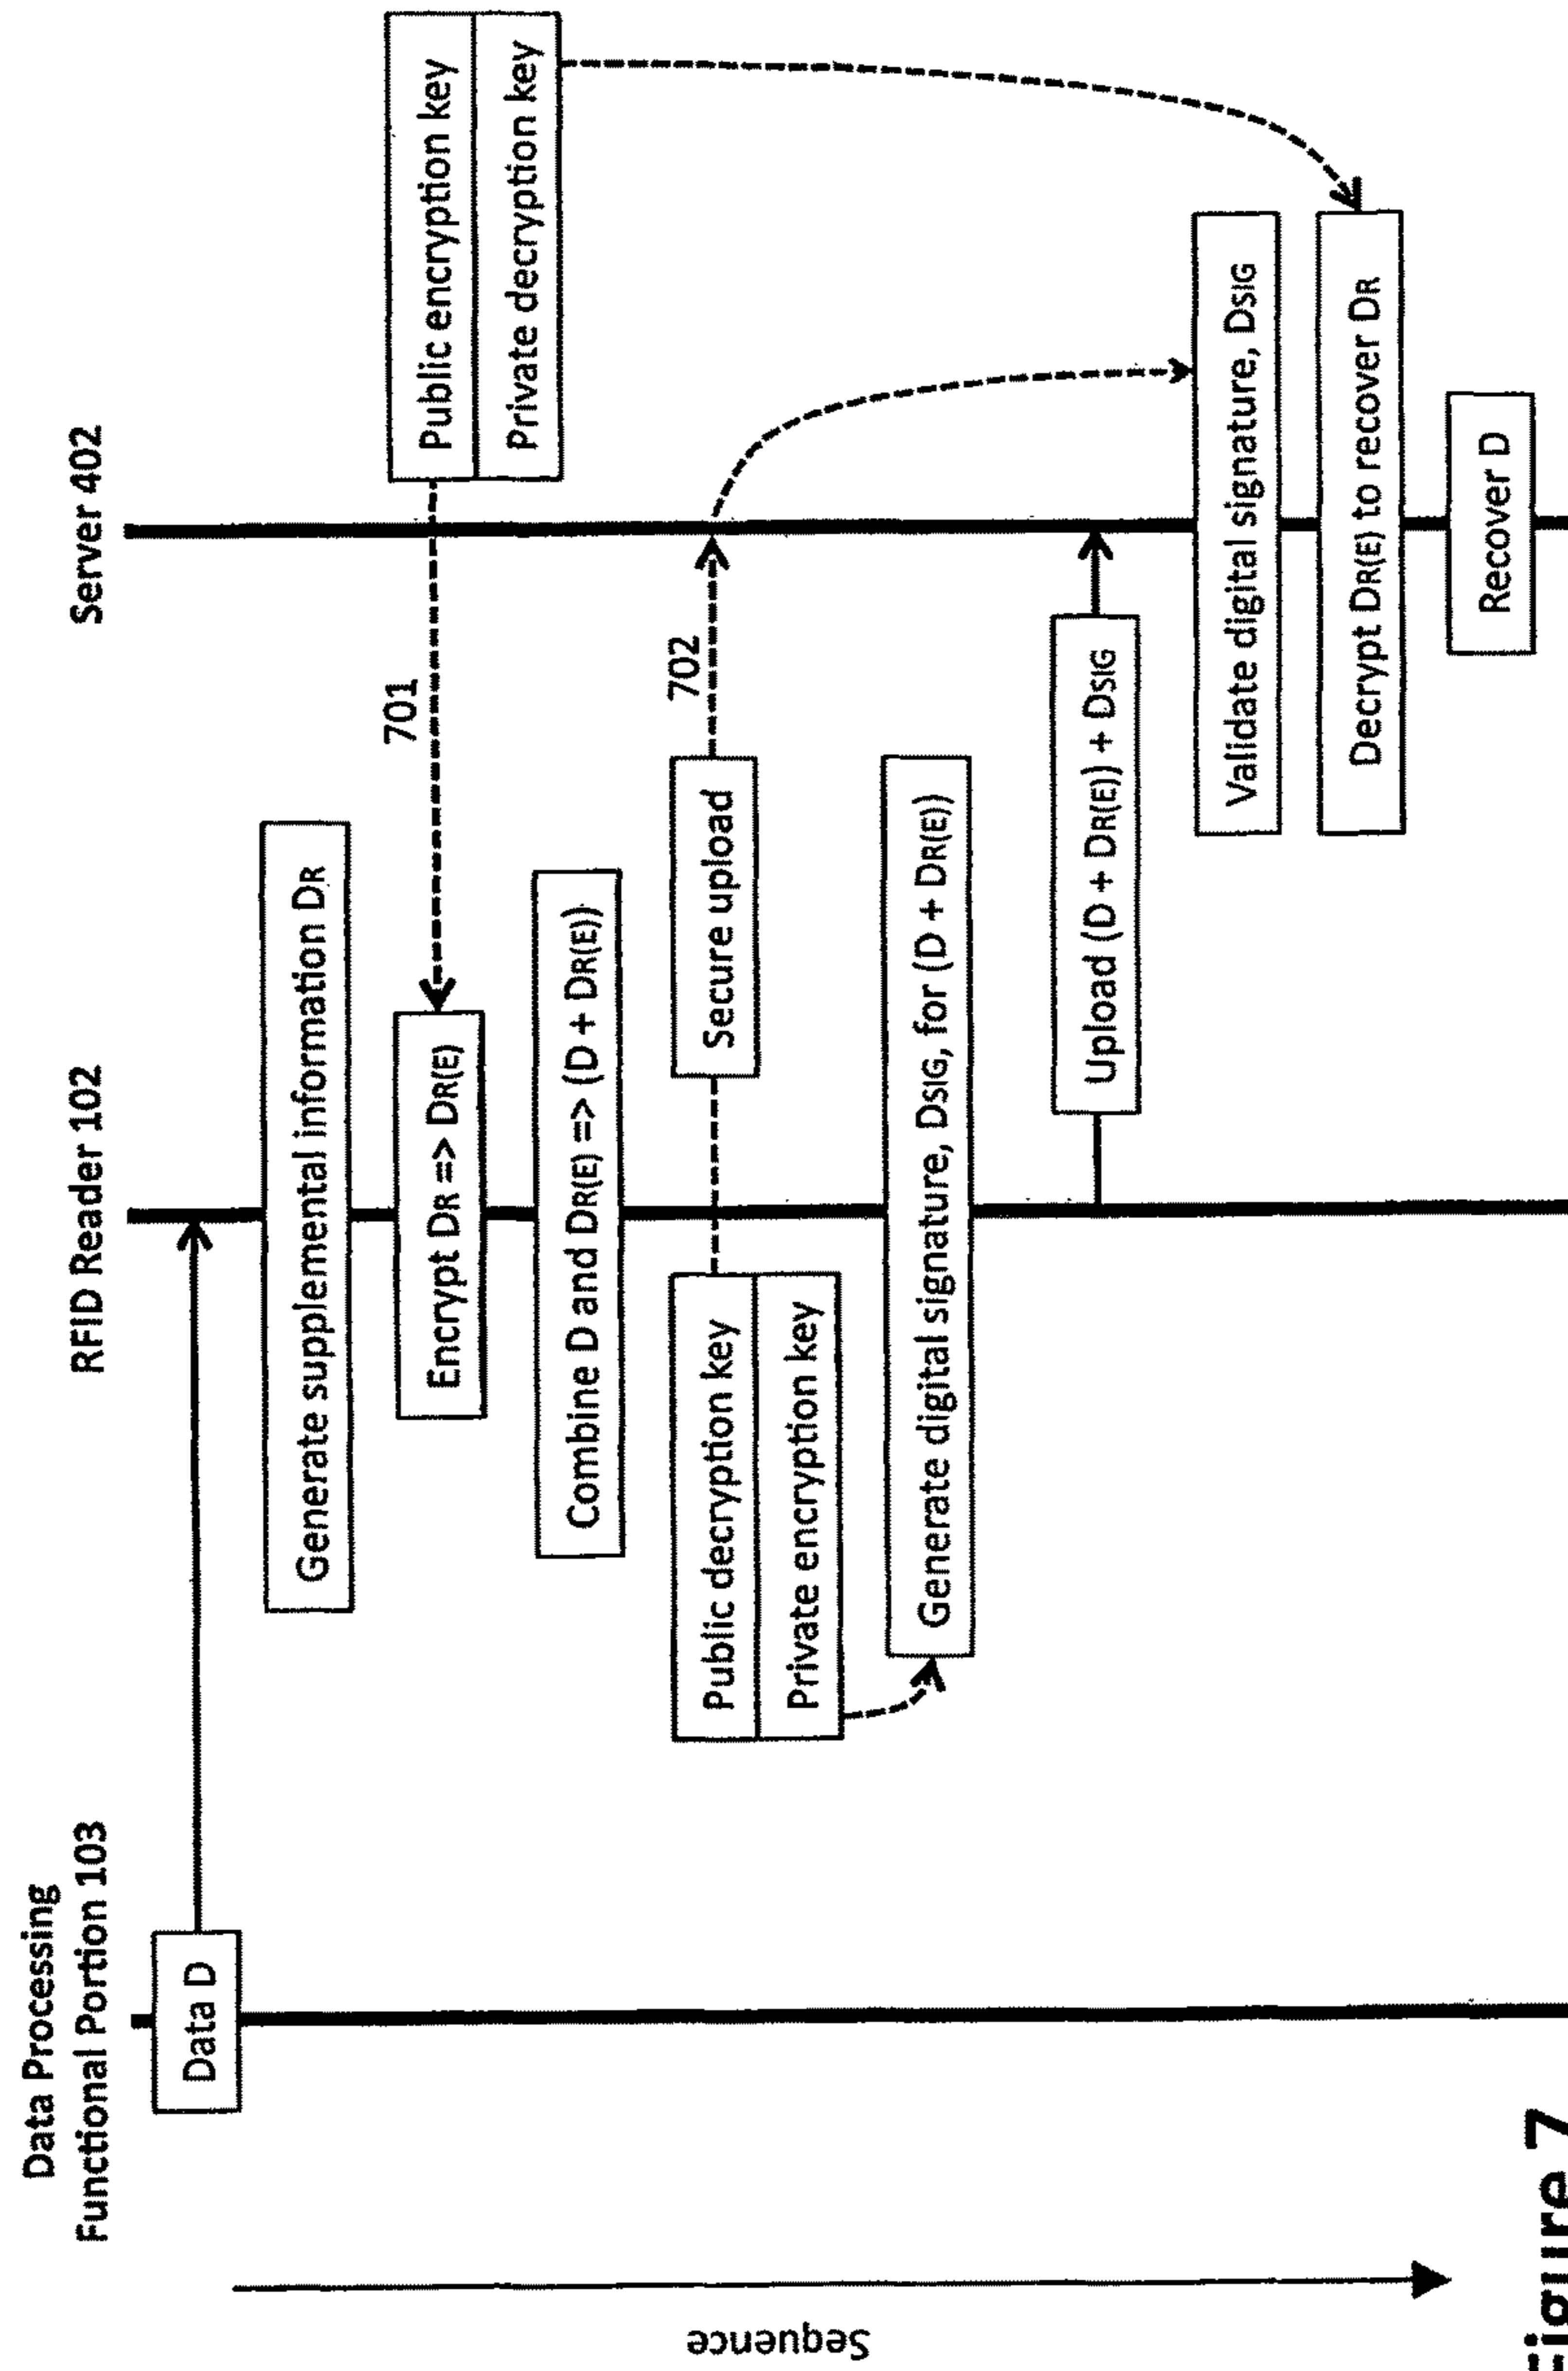 Data Processing
Functional Portion 103
RFID Reader 102
Server 402
Data D
Generate supplemental information DR
Public encryption key
Private decryption key
701
Encrypt DR => DR(E)
Combine D and DR(E) => (D + DR(E))
Public decryption key
Private encryption key
Secure upload
702
Generate digital signature, DSIG, for (D + DR(E))
Upload (D + DR(E)) + DSIG
Validate digital signature, DSIG
Decrypt DR(E) to recover DR
Recover D
Sequence
Figure 7